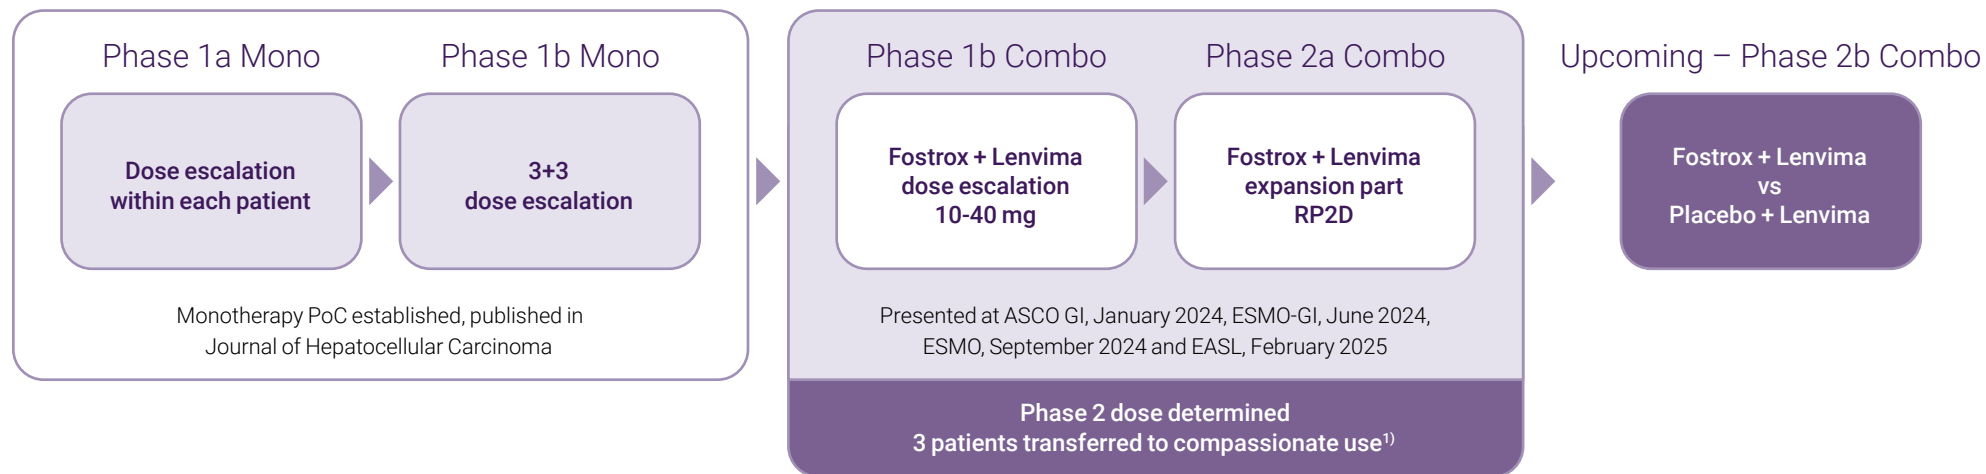 Phase 1a Mono
Phase 1b Mono
Dose escalation
within each patient
3+3
dose escalation
Monotherapy PoC established, published in
Journal of Hepatocellular Carcinoma
Phase 1b Combo
Phase 2a Combo
Fostrox + Lenvima
dose escalation
10-40 mg
Fostrox + Lenvima
expansion part
RP2D
Presented at ASCO GI, January 2024, ESMO-GI, June 2024,
ESMO, September 2024 and EASL, February 2025
Phase 2 dose determined
3 patients transferred to compassionate use¹⁾
Upcoming – Phase 2b Combo
Fostrox + Lenvima
vs
Placebo + Lenvima